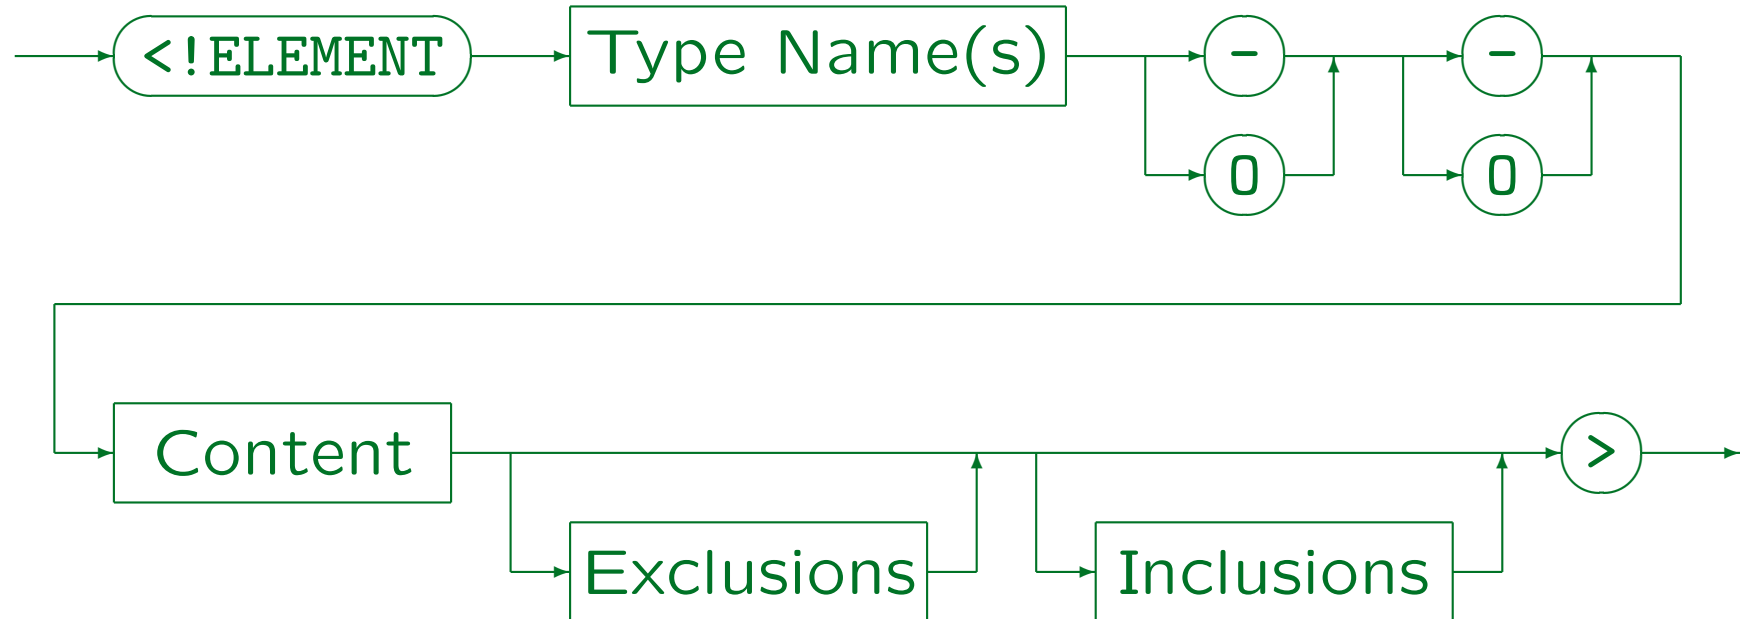 <!ELEMENT Type Name(s) - -
O O
Content >
Exclusions Inclusions